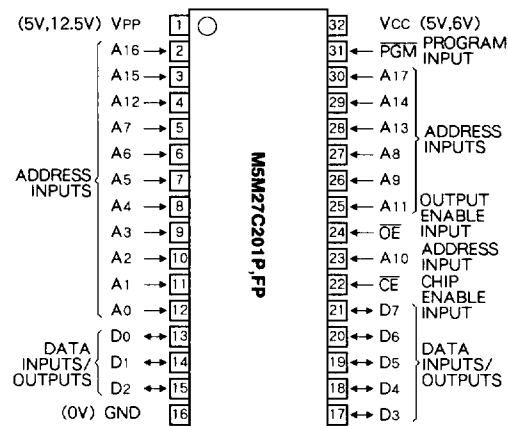 (5V,12.5V) VPP 1
A16 2
A15 3
A12 4
A7 5
A6 6
A5 7
A4 8
A3 9
A2 10
A1 11
A0 12
D0 13
D1 14
D2 15
(0V) GND 16
ADDRESS
INPUTS
DATA
INPUTS/
OUTPUTS
M5M27C201P,FP
32 VCC (5V,6V)
31 PGM PROGRAM
INPUT
30 A17
29 A14
28 A13
27 A8
26 A9
25 A11
ADDRESS
INPUTS
24 OE OUTPUT
ENABLE
INPUT
23 A10 ADDRESS
INPUT
22 CE CHIP
ENABLE
INPUT
21 D7
20 D6
19 D5
18 D4
17 D3
DATA
INPUTS/
OUTPUTS